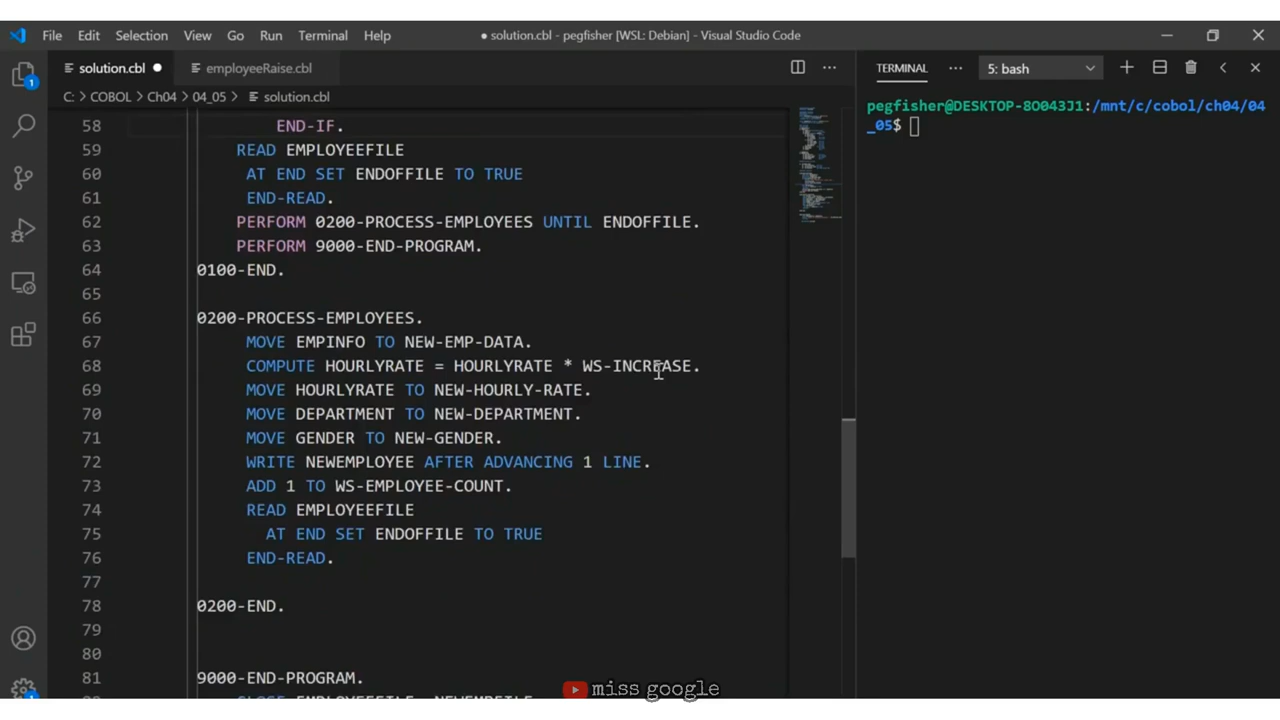 File Edit Selection View Go Run Terminal Help
● solution.cbl - pegfisher [WSL: Debian] - Visual Studio Code
solution.cbl ● employeeRaise.cbl
C: > COBOL > Ch04 > 04_05 > solution.cbl
58 END-IF.
59 READ EMPLOYEEFILE
60 AT END SET ENDOFFILE TO TRUE
61 END-READ.
62 PERFORM 0200-PROCESS-EMPLOYEES UNTIL ENDOFFILE.
63 PERFORM 9000-END-PROGRAM.
64 0100-END.
65
66 0200-PROCESS-EMPLOYEES.
67 MOVE EMPINFO TO NEW-EMP-DATA.
68 COMPUTE HOURLYRATE = HOURLYRATE * WS-INCREASE.
69 MOVE HOURLYRATE TO NEW-HOURLY-RATE.
70 MOVE DEPARTMENT TO NEW-DEPARTMENT.
71 MOVE GENDER TO NEW-GENDER.
72 WRITE NEWEMPLOYEE AFTER ADVANCING 1 LINE.
73 ADD 1 TO WS-EMPLOYEE-COUNT.
74 READ EMPLOYEEFILE
75 AT END SET ENDOFFILE TO TRUE
76 END-READ.
77
78 0200-END.
79
80
81 9000-END-PROGRAM.
CLOSE EMPLOYEEFILE, NEWEMPFILE
TERMINAL ··· 5: bash
pegfisher@DESKTOP-8O043J1:/mnt/c/cobol/ch04/04
_05$
1
1
miss google